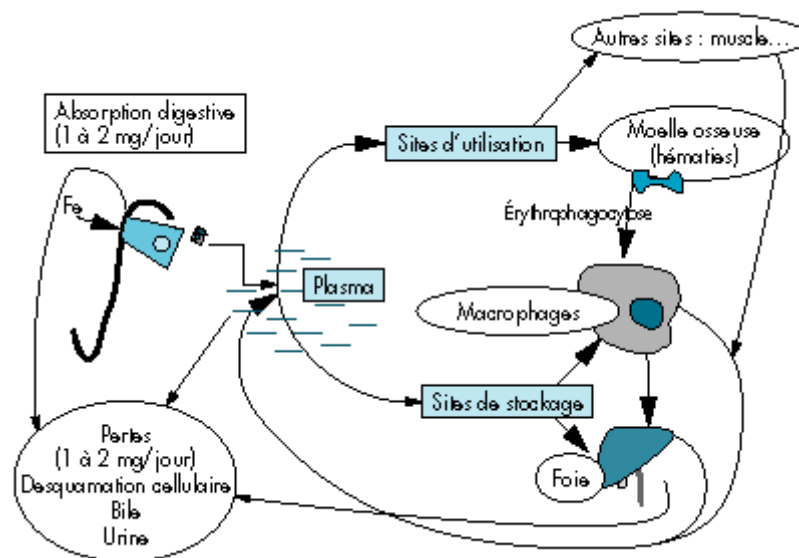 Autres sites : muscle...
Absorption digestive
(1 à 2 mg/jour)
Sites d'utilisation
Moelle osseuse
(hématies)
Fe
Érythrophagocytose
Plasma
Macrophages
Sites de stockage
Pertes
(1 à 2 mg/jour)
Desquamation cellulaire
Bile
Urine
Foie